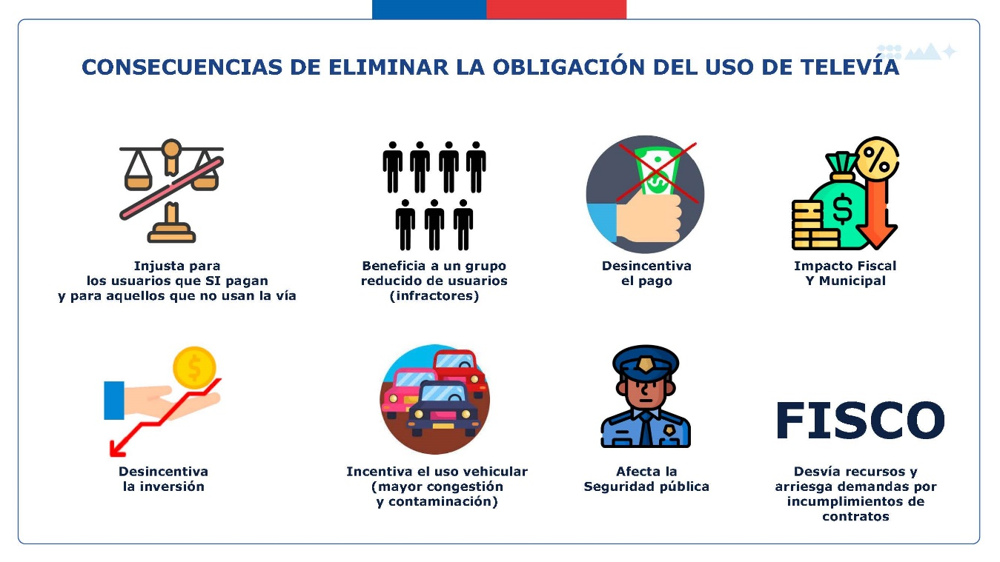 CONSECUENCIAS DE ELIMINAR LA OBLIGACIÓN DEL USO DE TELEVÍA
Injusta para
los usuarios que SI pagan
y para aquellos que no usan la vía
Beneficia a un grupo
reducido de usuarios
(infractores)
Desincentiva
el pago
%
$
Impacto Fiscal
Y Municipal
$
Desincentiva
la inversión
Incentiva el uso vehicular
(mayor congestión
y contaminación)
Afecta la
Seguridad pública
FISCO
Desvía recursos y
arriesga demandas por
incumplimientos de
contratos